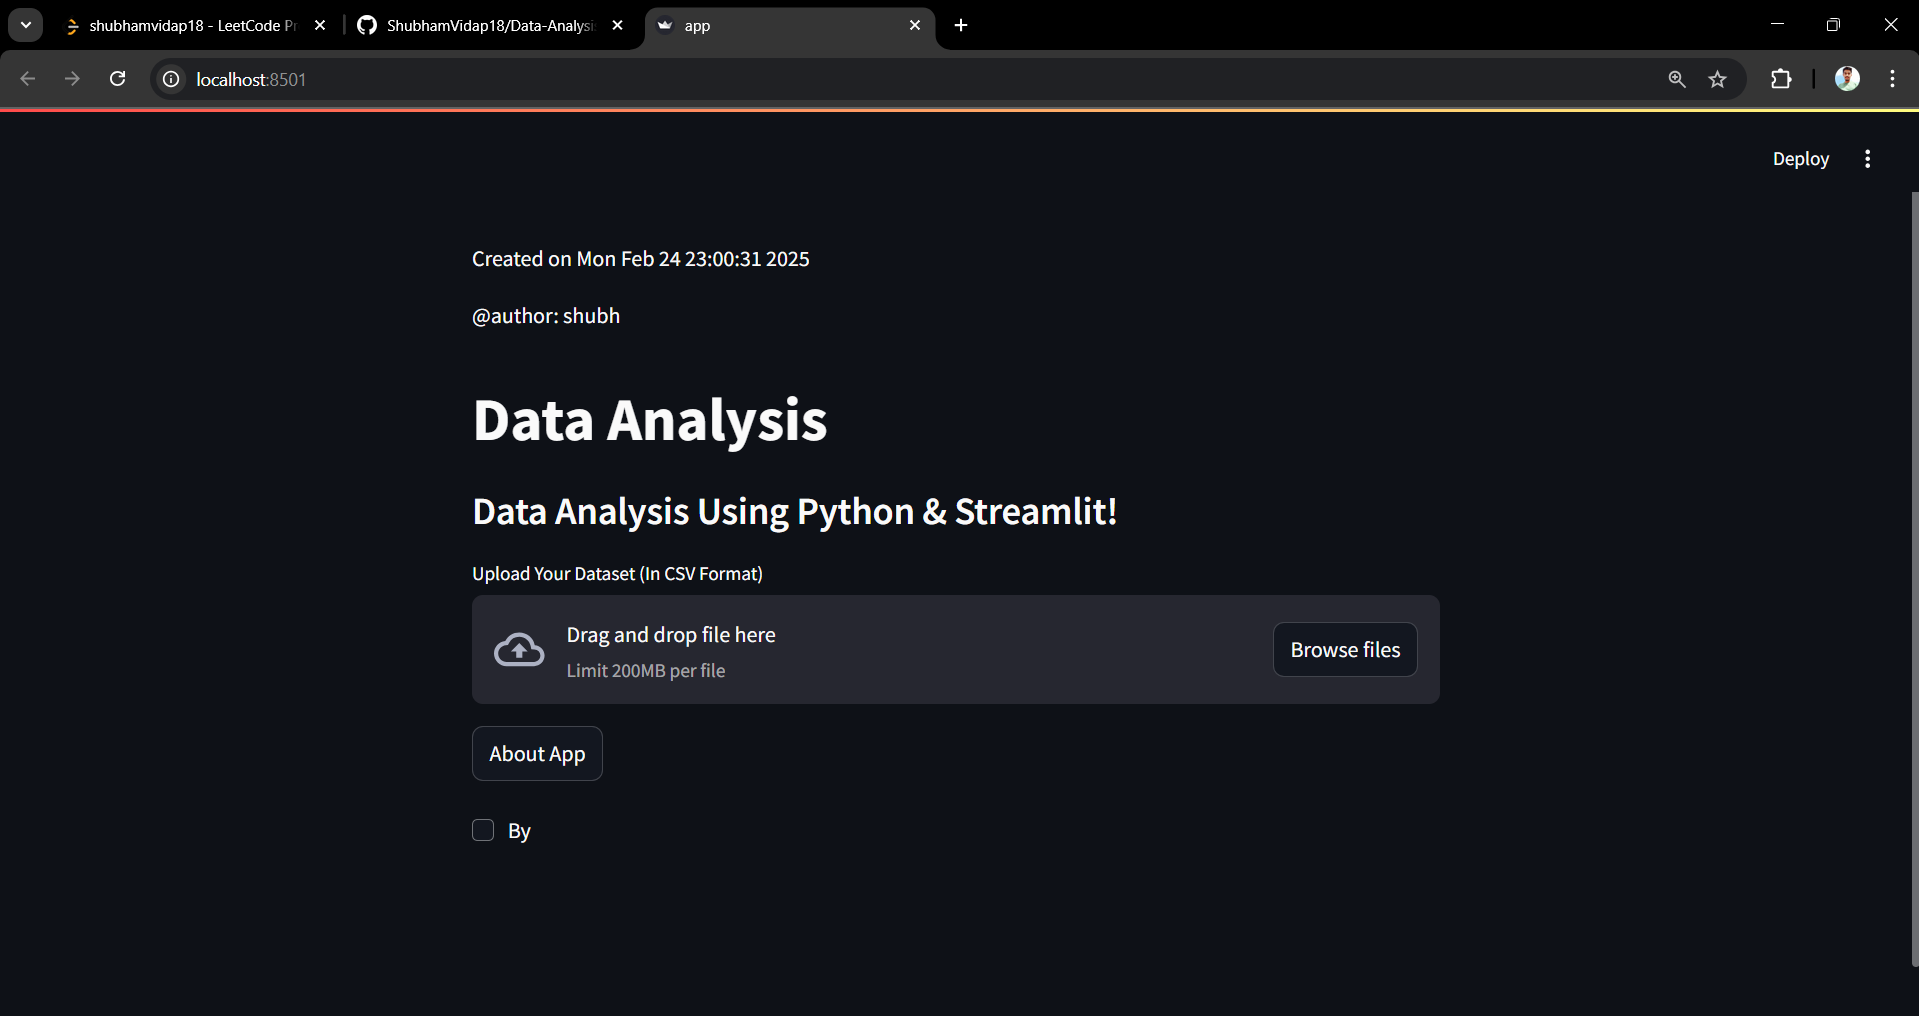 shubhamvidap18 - LeetCode Pr
ShubhamVidap18/Data-Analysis
app
localhost:8501
Deploy
Created on Mon Feb 24 23:00:31 2025
@author: shubh
Data Analysis
Data Analysis Using Python & Streamlit!
Upload Your Dataset (In CSV Format)
Drag and drop file here
Limit 200MB per file
Browse files
About App
By